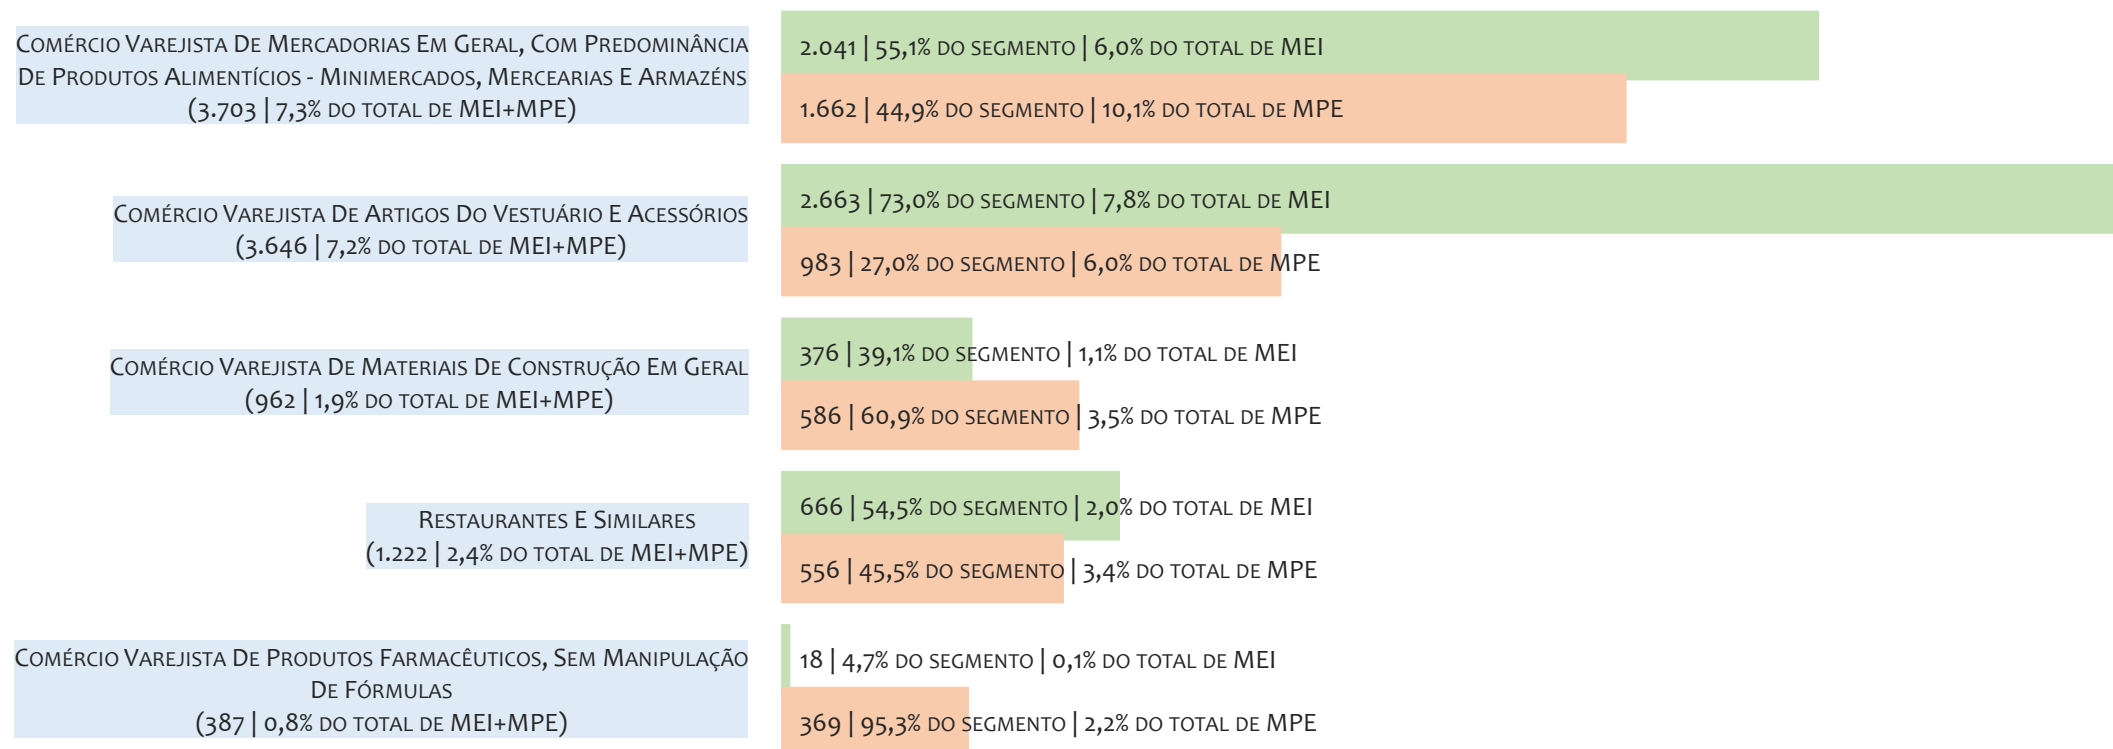 Comércio Varejista De Mercadorias Em Geral, Com Predominância
De Produtos Alimentícios - Minimercados, Mercearias E Armazéns
(3.703 | 7,3% do total de MEI+MPE)
2.041 | 55,1% do segmento | 6,0% do total de MEI
1.662 | 44,9% do segmento | 10,1% do total de MPE
Comércio Varejista De Artigos Do Vestuário E Acessórios
(3.646 | 7,2% do total de MEI+MPE)
2.663 | 73,0% do segmento | 7,8% do total de MEI
983 | 27,0% do segmento | 6,0% do total de MPE
Comércio Varejista De Materiais De Construção Em Geral
(962 | 1,9% do total de MEI+MPE)
376 | 39,1% do segmento | 1,1% do total de MEI
586 | 60,9% do segmento | 3,5% do total de MPE
Restaurantes E Similares
(1.222 | 2,4% do total de MEI+MPE)
666 | 54,5% do segmento | 2,0% do total de MEI
556 | 45,5% do segmento | 3,4% do total de MPE
Comércio Varejista De Produtos Farmacêuticos, Sem Manipulação
De Fórmulas
(387 | 0,8% do total de MEI+MPE)
18 | 4,7% do segmento | 0,1% do total de MEI
369 | 95,3% do segmento | 2,2% do total de MPE